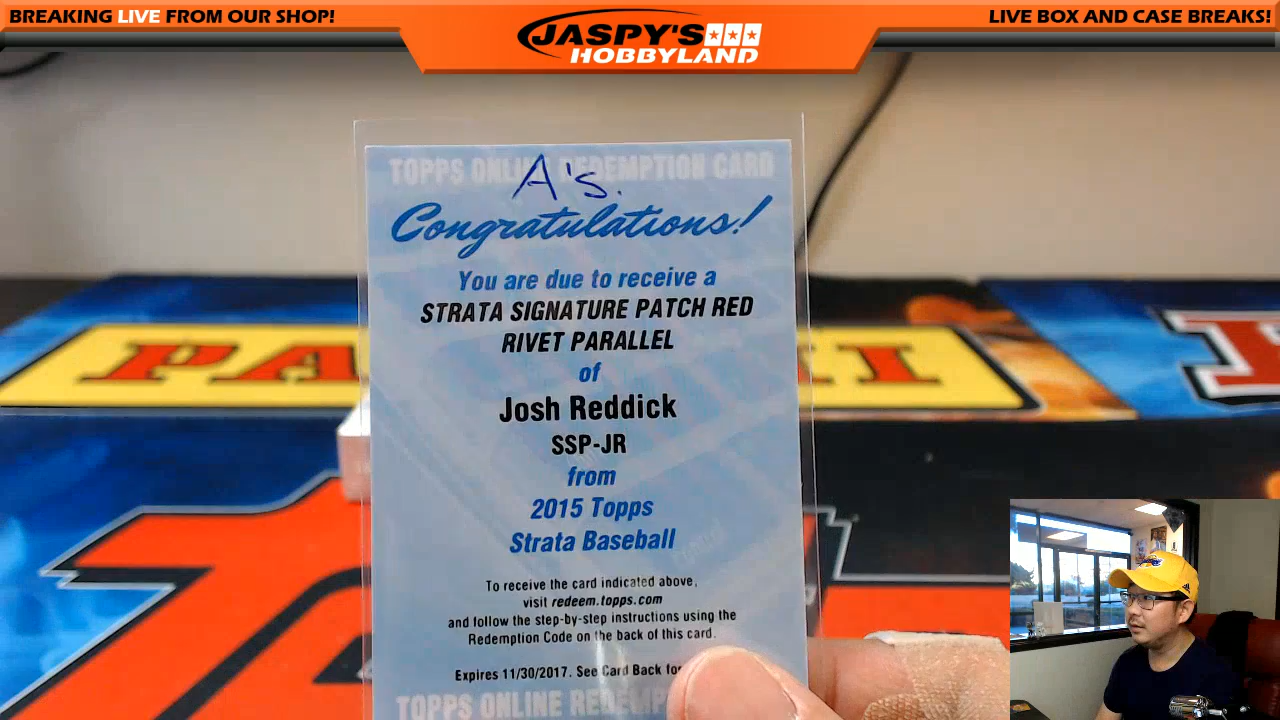 BREAKING LIVE FROM OUR SHOP!
JASPY'S
HOBBYLAND
LIVE BOX AND CASE BREAKS!
TOPPS ONLINE REDEMPTION CARD
A's.
Congratulations!
You are due to receive a
STRATA SIGNATURE PATCH RED
RIVET PARALLEL
of
Josh Reddick
SSP-JR
from
2015 Topps
Strata Baseball
To receive the card indicated above,
visit redeem.topps.com
and follow the step-by-step instructions using the
Redemption Code on the back of this card.
Expires 11/30/2017. See Card Back for
TOPPS ONLINE